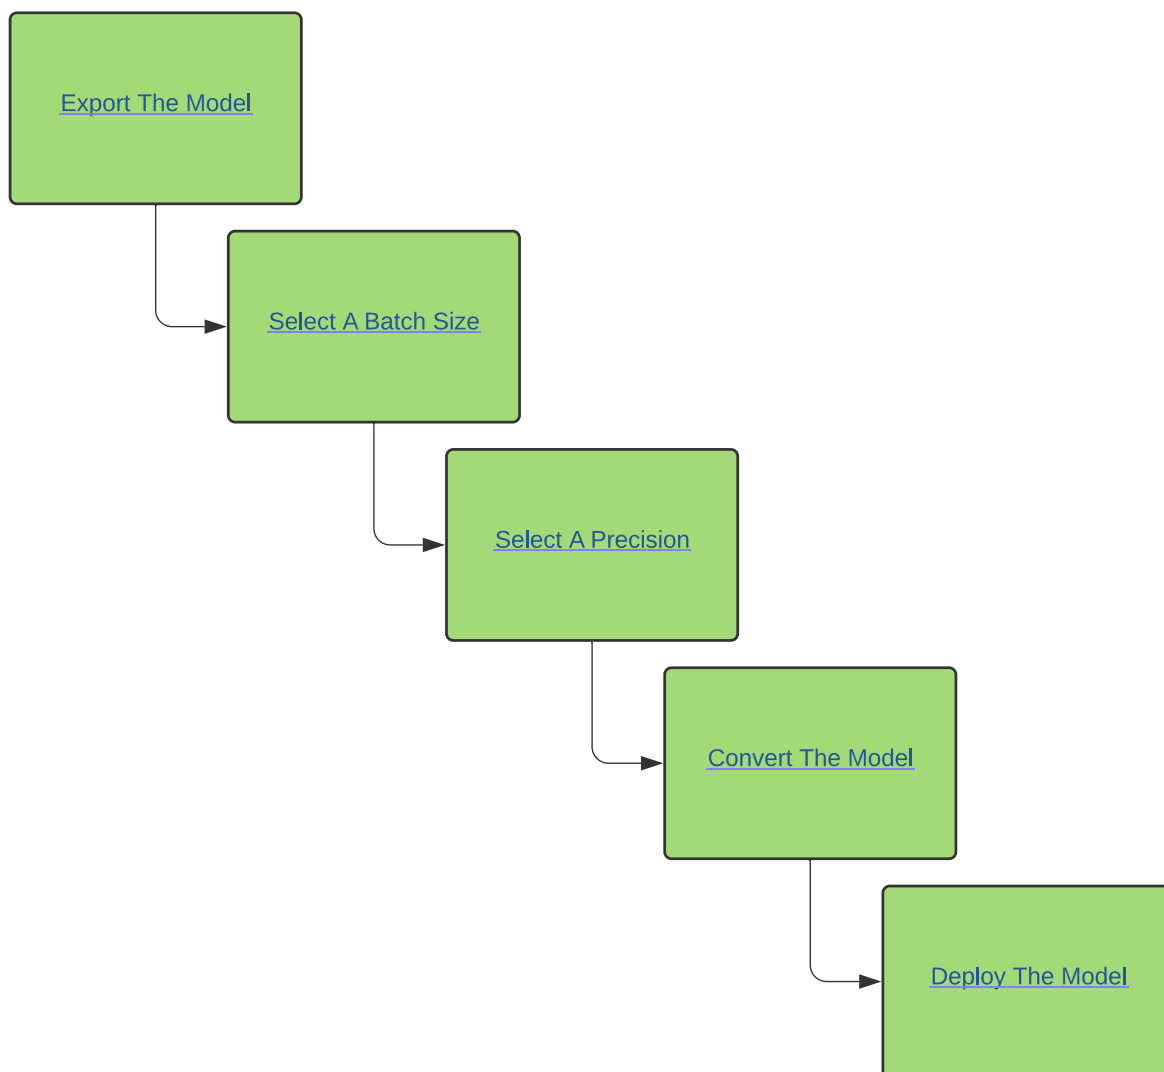 Export The Model
Select A Batch Size
Select A Precision
Convert The Model
Deploy The Model